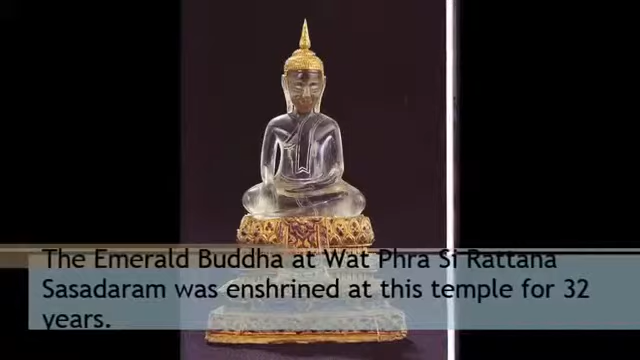 The Emerald Buddha at Wat Phra Si Rattana
Sasadaram was enshrined at this temple for 32
years.